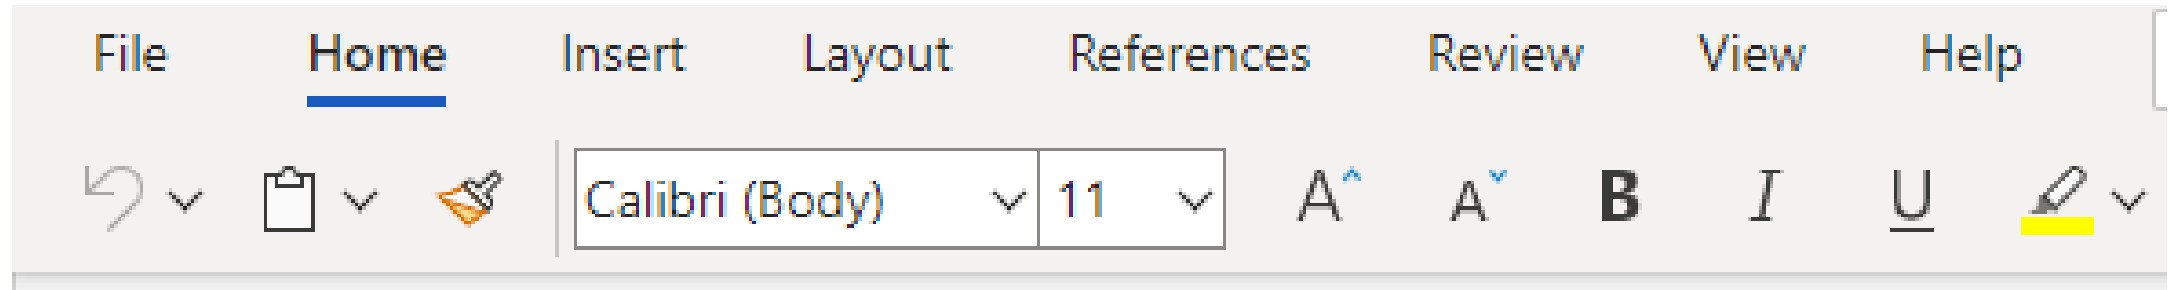 File Home Insert Layout References Review View Help
Calibri (Body) 11 A A B I U